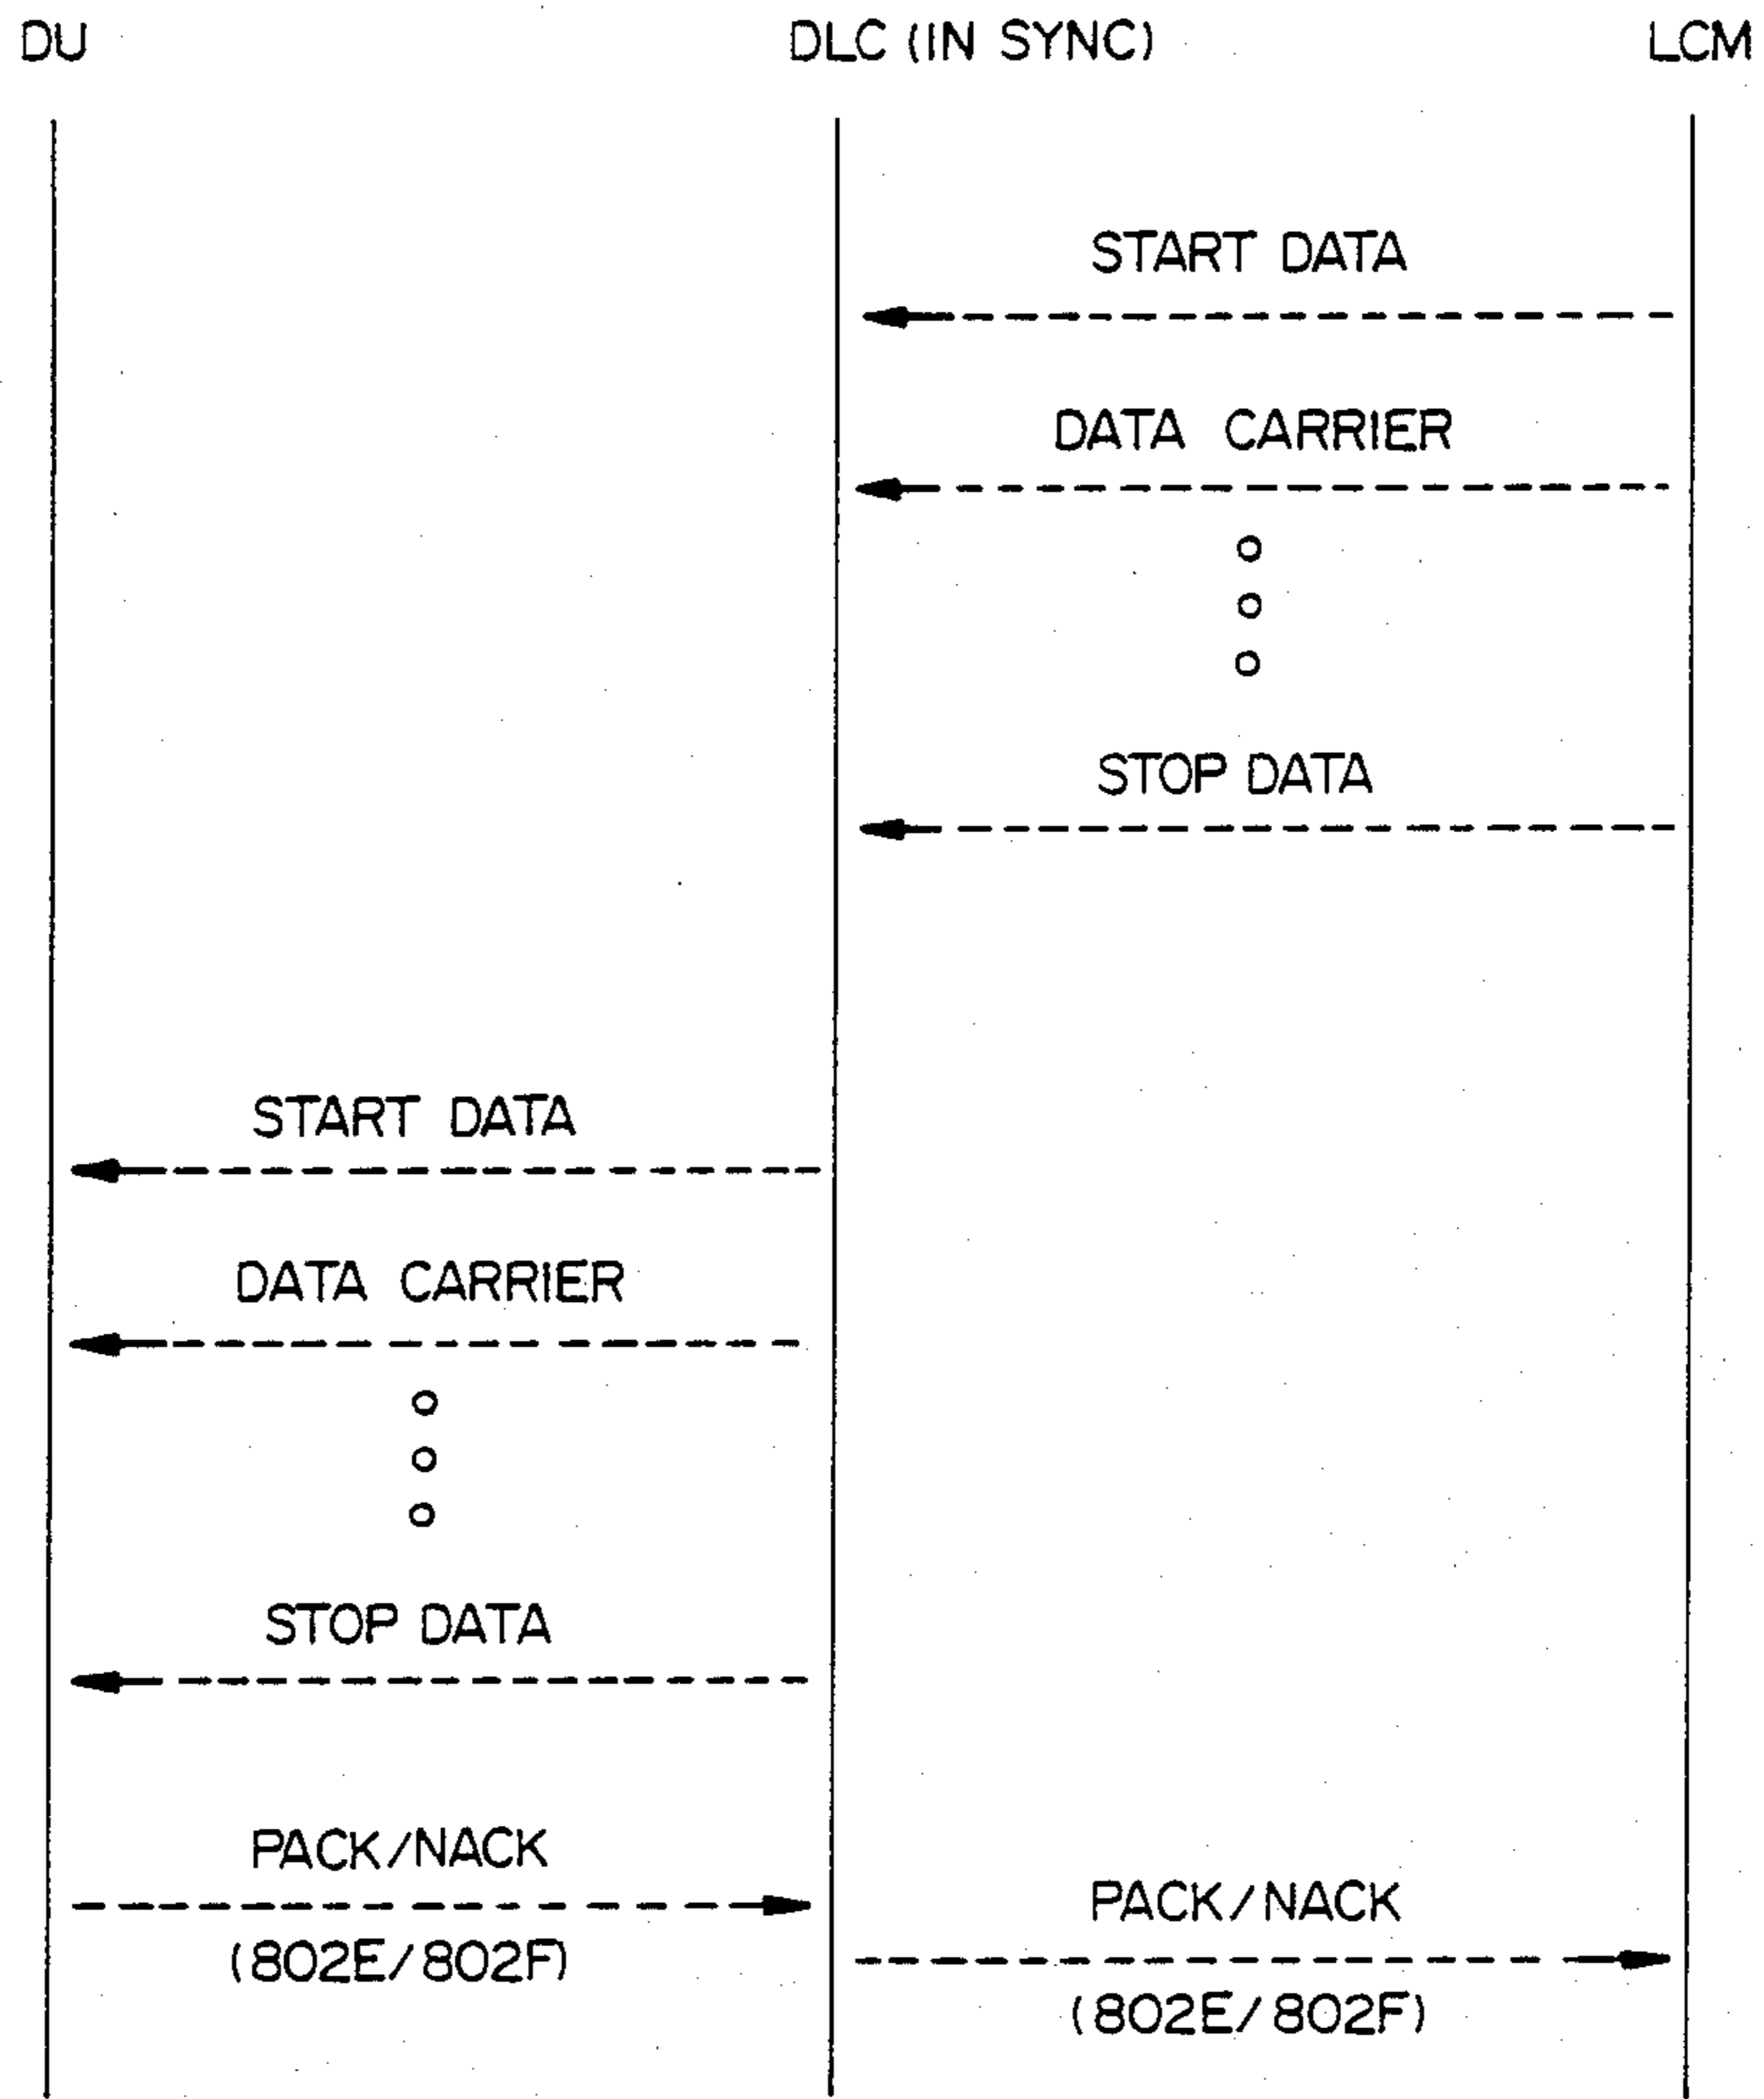 DU DLC (IN SYNC) LCM
START DATA
DATA CARRIER
STOP DATA
START DATA
DATA CARRIER
STOP DATA
PACK/NACK
(802E/802F)
PACK/NACK
(802E/802F)